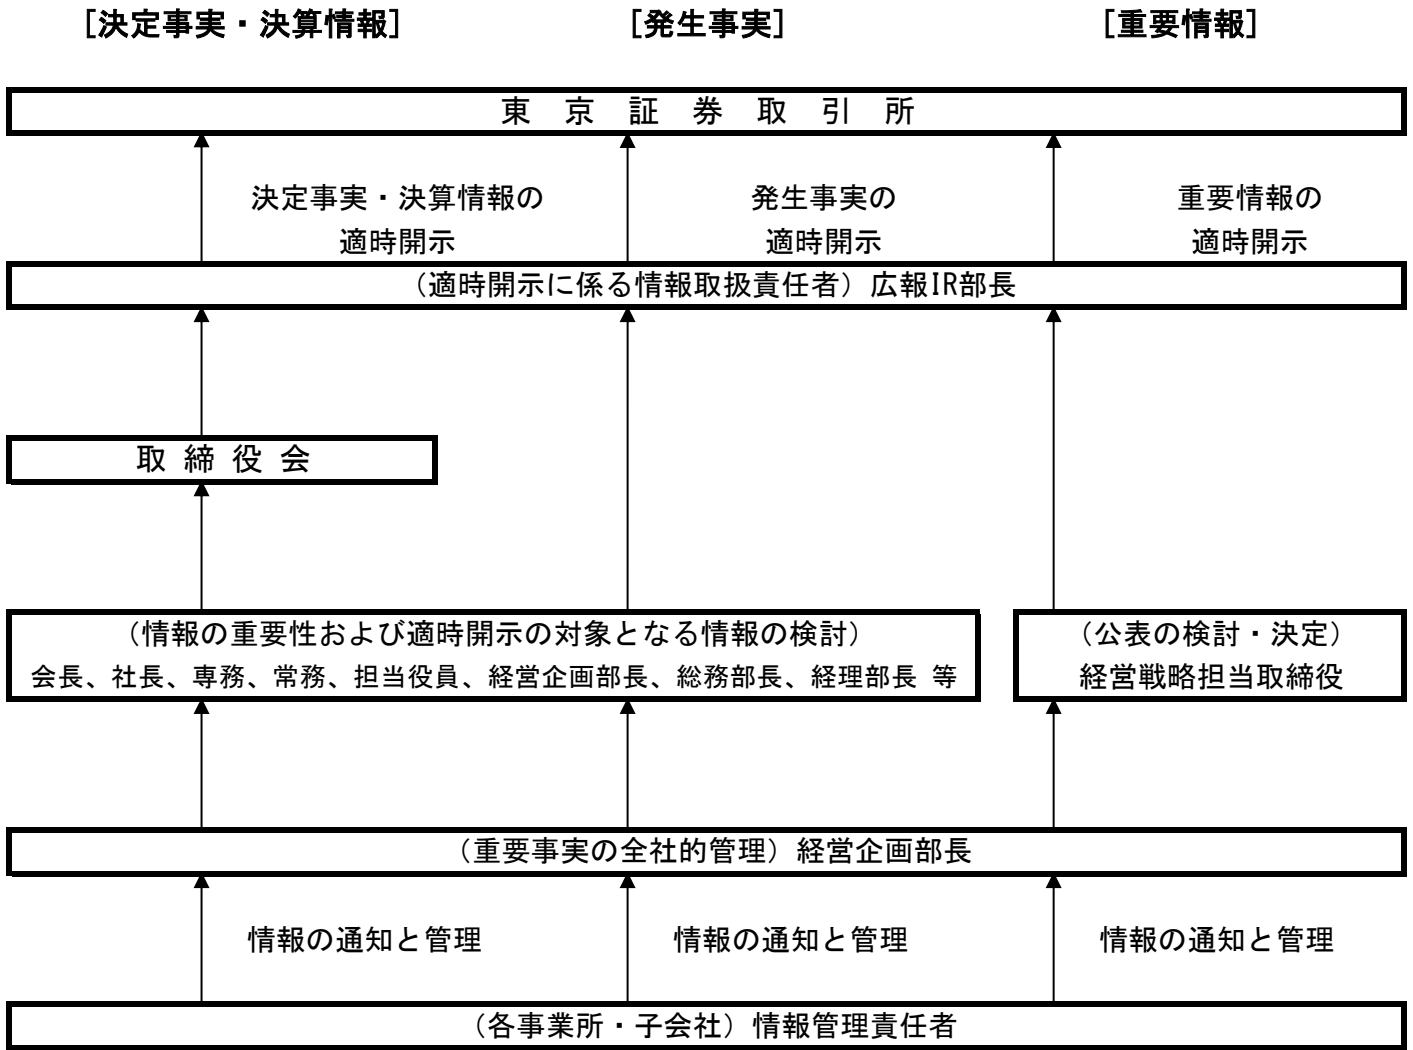 [決定事実・決算情報] [発生事実] [重要情報]
東 京 証 券 取 引 所
決定事実・決算情報の 発生事実の 重要情報の
適時開示 適時開示 適時開示
（適時開示に係る情報取扱責任者）広報IR部長
取 締 役 会
（情報の重要性および適時開示の対象となる情報の検討） （公表の検討・決定）
会長、社長、専務、常務、担当役員、経営企画部長、総務部長、経理部長 等 経営戦略担当取締役
（重要事実の全社的管理）経営企画部長
情報の通知と管理 情報の通知と管理 情報の通知と管理
（各事業所・子会社）情報管理責任者